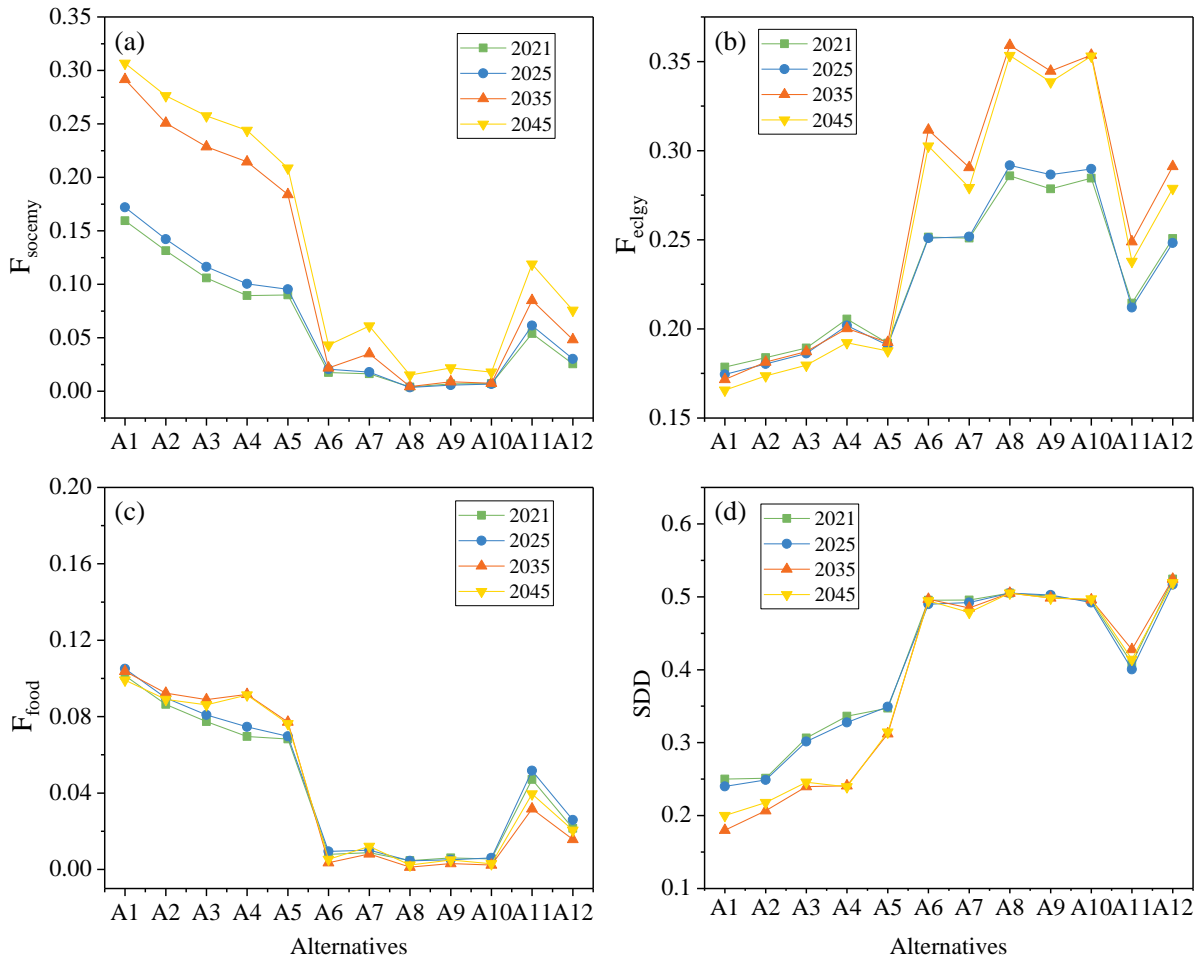 (a)
F_socemy
0.35
0.30
0.25
0.20
0.15
0.10
0.05
0.00
2021
2025
2035
2045
A1 A2 A3 A4 A5 A6 A7 A8 A9 A10 A11 A12
(b)
F_eclgy
0.35
0.30
0.25
0.20
0.15
2021
2025
2035
2045
A1 A2 A3 A4 A5 A6 A7 A8 A9 A10 A11 A12
(c)
F_food
0.20
0.16
0.12
0.08
0.04
0.00
2021
2025
2035
2045
A1 A2 A3 A4 A5 A6 A7 A8 A9 A10 A11 A12
Alternatives
(d)
SDD
0.6
0.5
0.4
0.3
0.2
0.1
2021
2025
2035
2045
A1 A2 A3 A4 A5 A6 A7 A8 A9 A10 A11 A12
Alternatives